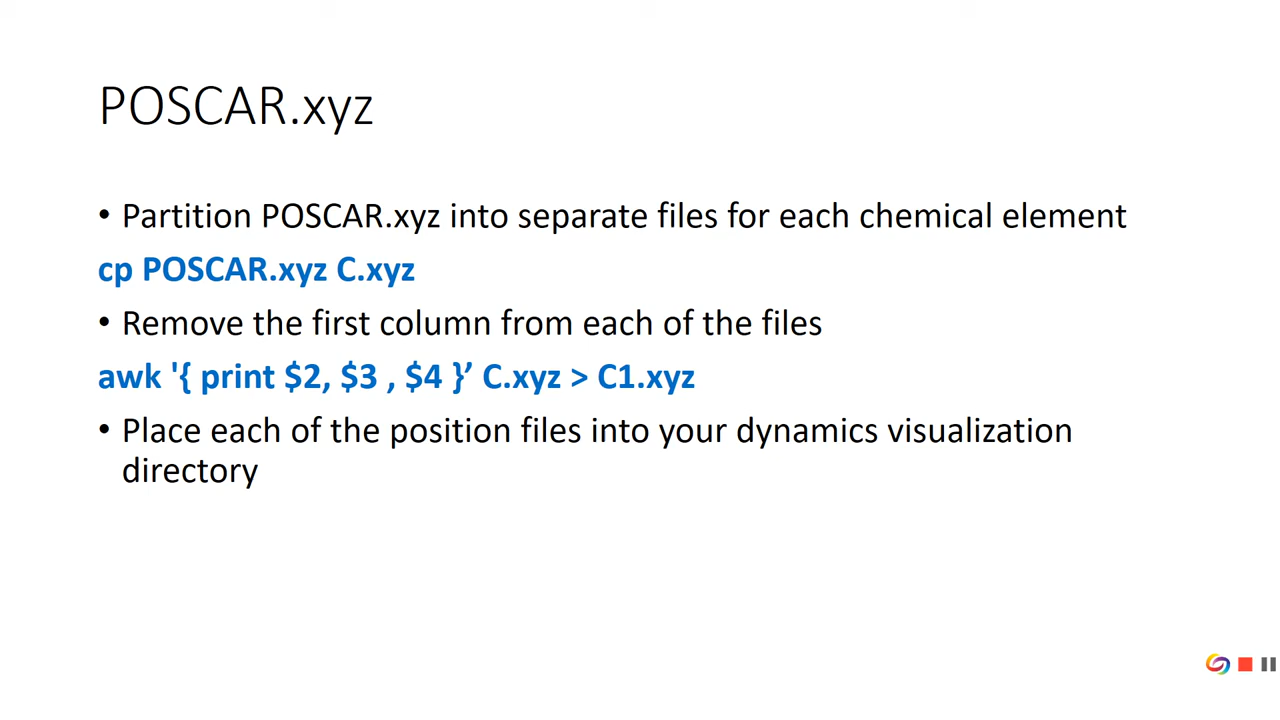 POSCAR.xyz
• Partition POSCAR.xyz into separate files for each chemical element
cp POSCAR.xyz C.xyz
• Remove the first column from each of the files
awk '{ print $2, $3 , $4 }’ C.xyz > C1.xyz
• Place each of the position files into your dynamics visualization
directory